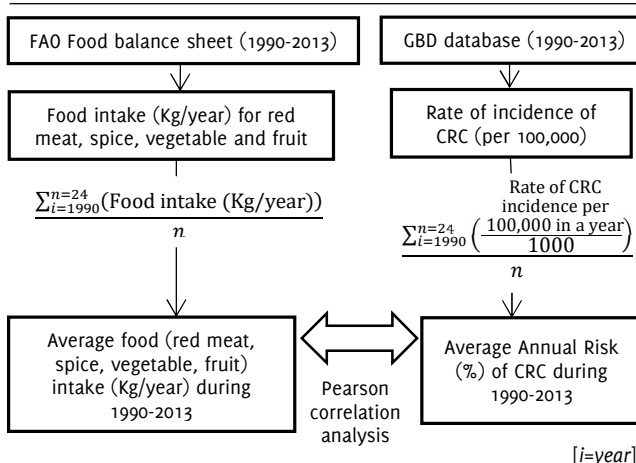 FAO Food balance sheet (1990-2013)
GBD database (1990-2013)
Food intake (Kg/year) for red
meat, spice, vegetable and fruit
Rate of incidence of
CRC (per 100,000)
∑_{i=1990}^{n=24}(Food intake (Kg/year))
n
Rate of CRC
incidence per
100,000 in a year
∑_{i=1990}^{n=24}(
1000
)
n
Average food (red meat,
spice, vegetable, fruit)
intake (Kg/year) during
1990-2013
Pearson
correlation
analysis
Average Annual Risk
(%) of CRC during
1990-2013
[i=year]